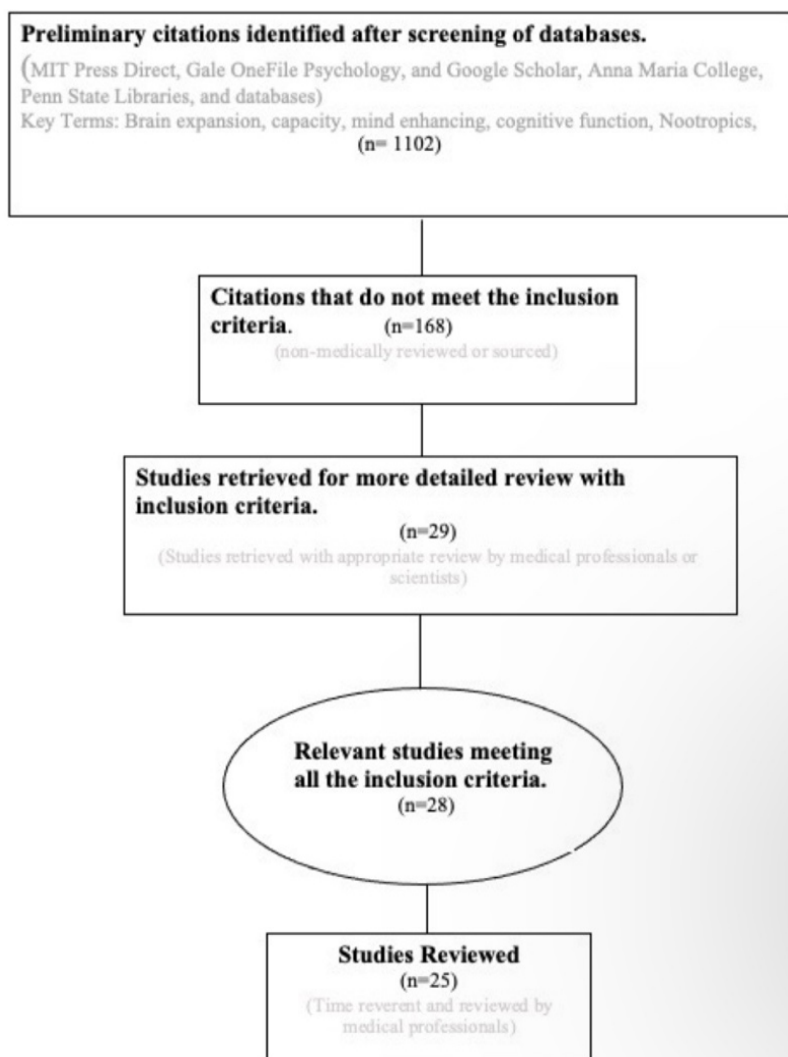 Preliminary citations identified after screening of databases.
(MIT Press Direct, Gale OneFile Psychology, and Google Scholar, Anna Maria College,
Penn State Libraries, and databases)
Key Terms: Brain expansion, capacity, mind enhancing, cognitive function, Nootropics,
(n= 1102)
Citations that do not meet the inclusion
criteria. (n=168)
(non-medically reviewed or sourced)
Studies retrieved for more detailed review with
inclusion criteria.
(n=29)
(Studies retrieved with appropriate review by medical professionals or
scientists)
Relevant studies meeting
all the inclusion criteria.
(n=28)
Studies Reviewed
(n=25)
(Time reverent and reviewed by
medical professionals)